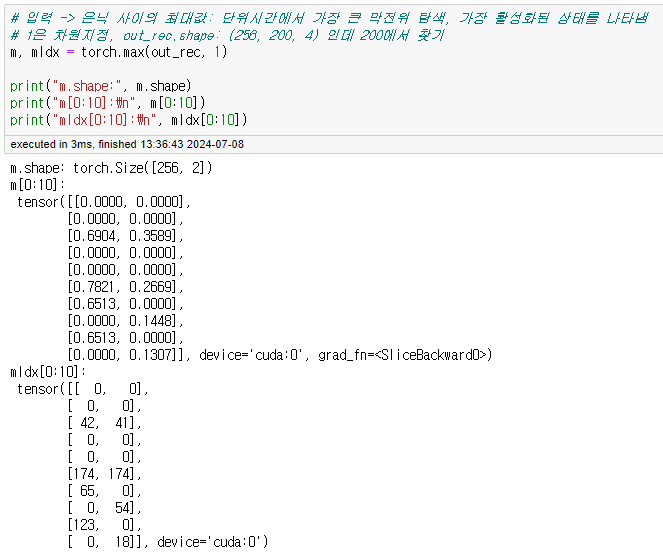 # 입력 -> 은닉 사이의 최대값: 단위시간에서 가장 큰 막전위 탐색, 가장 활성화된 상태를 나타냄
# 1은 차원지정, out_rec.shape: (256, 200, 4) 인데 200에서 찾기
m, mIdx = torch.max(out_rec, 1)
print("m.shape:", m.shape)
print("m[0:10]:₩n", m[0:10])
print("mIdx[0:10]:₩n", mIdx[0:10])
executed in 3ms, finished 13:36:43 2024-07-08
m.shape: torch.Size([256, 2])
m[0:10]:
tensor([[0.0000, 0.0000],
[0.0000, 0.0000],
[0.6904, 0.3589],
[0.0000, 0.0000],
[0.0000, 0.0000],
[0.7821, 0.2669],
[0.6513, 0.0000],
[0.0000, 0.1448],
[0.6513, 0.0000],
[0.0000, 0.1307]], device='cuda:0', grad_fn=<SliceBackward0>)
mIdx[0:10]:
tensor([[ 0, 0],
[ 0, 0],
[ 42, 41],
[ 0, 0],
[ 0, 0],
[174, 174],
[ 65, 0],
[ 0, 54],
[123, 0],
[ 0, 18]], device='cuda:0')